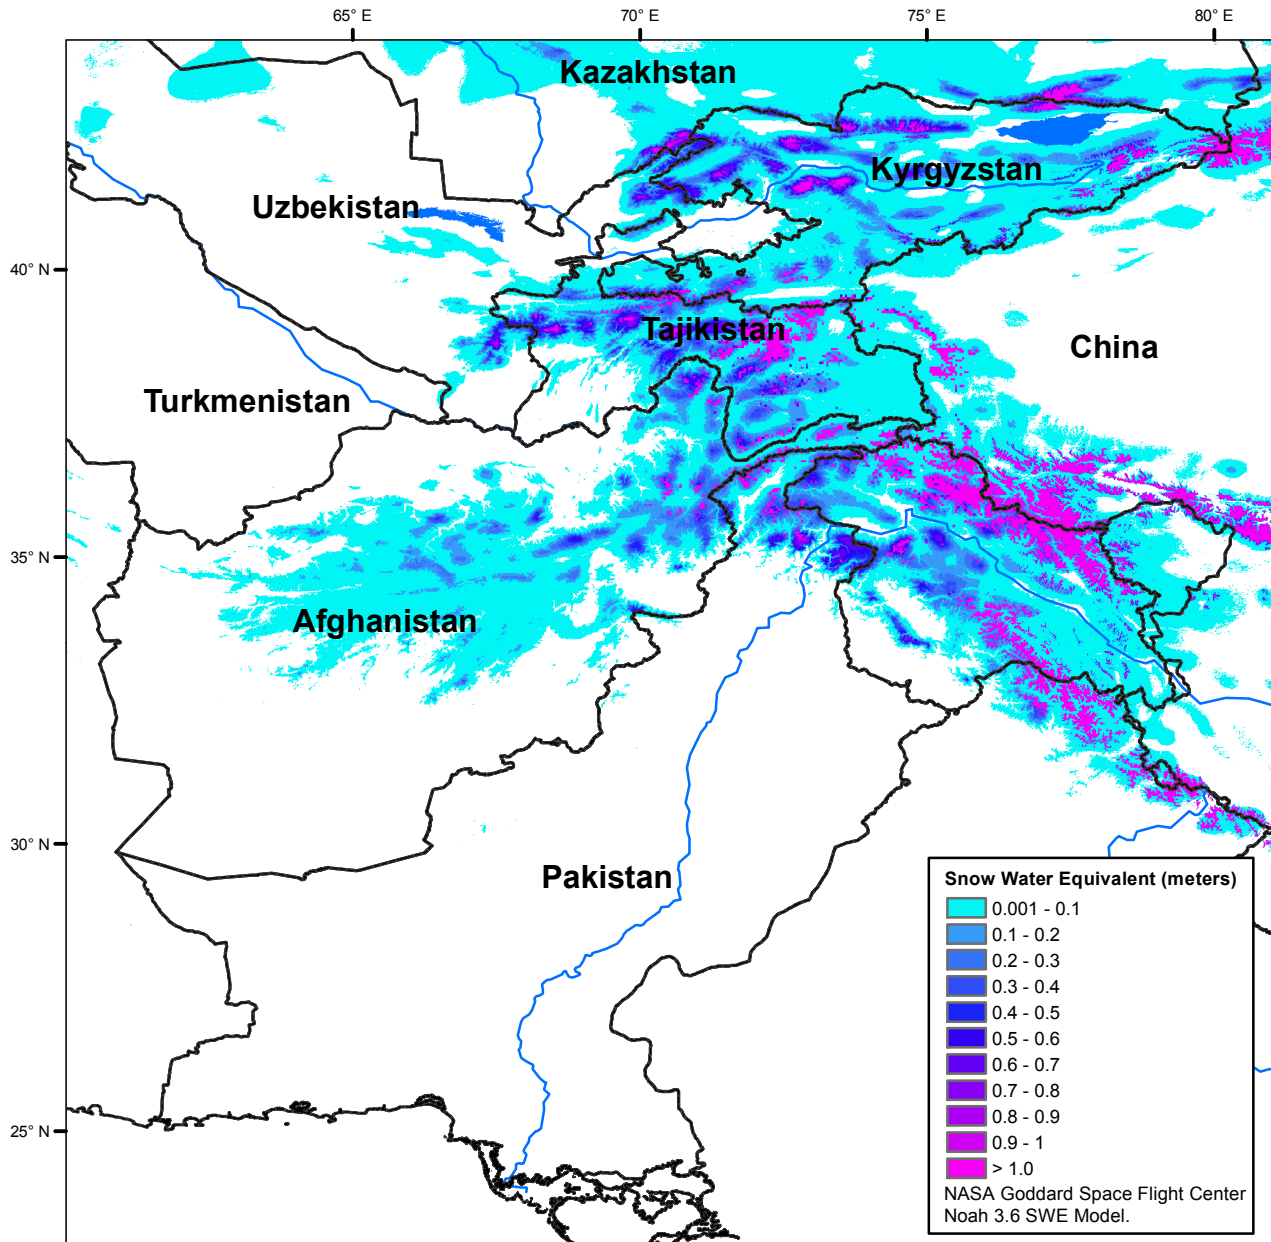 65° E
70° E
75° E
80° E
Kazakhstan
Kyrgyzstan
Uzbekistan
40° N
Tajikistan
China
Turkmenistan
35° N
Afghanistan
30° N
Pakistan
25° N
Snow Water Equivalent (meters)
0.001 - 0.1
0.1 - 0.2
0.2 - 0.3
0.3 - 0.4
0.4 - 0.5
0.5 - 0.6
0.6 - 0.7
0.7 - 0.8
0.8 - 0.9
0.9 - 1
> 1.0
NASA Goddard Space Flight Center
Noah 3.6 SWE Model.